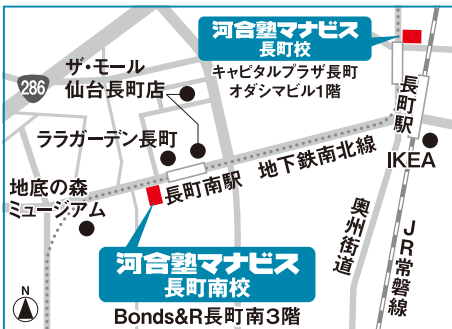 河合塾マナビス
長町校
キャピタルプラザ長町
オダシマビル1階
286
ザ・モール
仙台長町店
ララガーデン長町
地底の森
ミュージアム
長町南駅
地下鉄南北線
長町駅
IKEA
奥州街道
JR常磐線
河合塾マナビス
長町南校
Bonds&R長町南3階
N